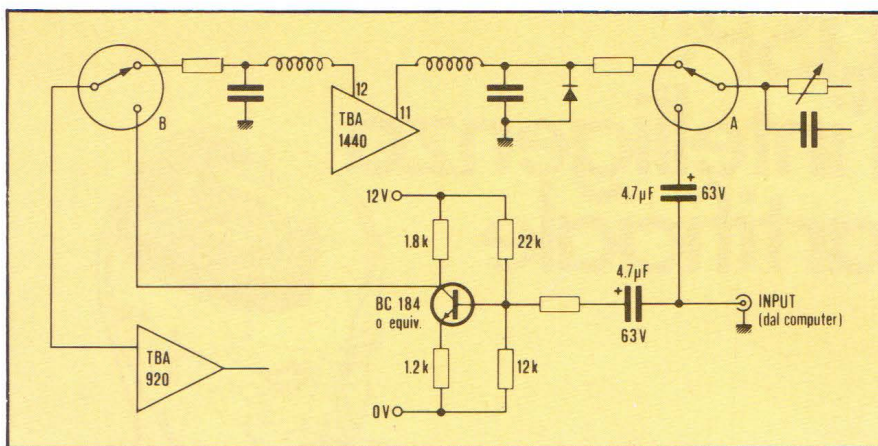 B
12
TBA
1440
11
A
4.7µF
+
63V
12V
1.8k
22k
4.7µF
+
63V
INPUT
(dal computer)
BC 184
o equiv.
TBA
920
1.2k
12k
0V